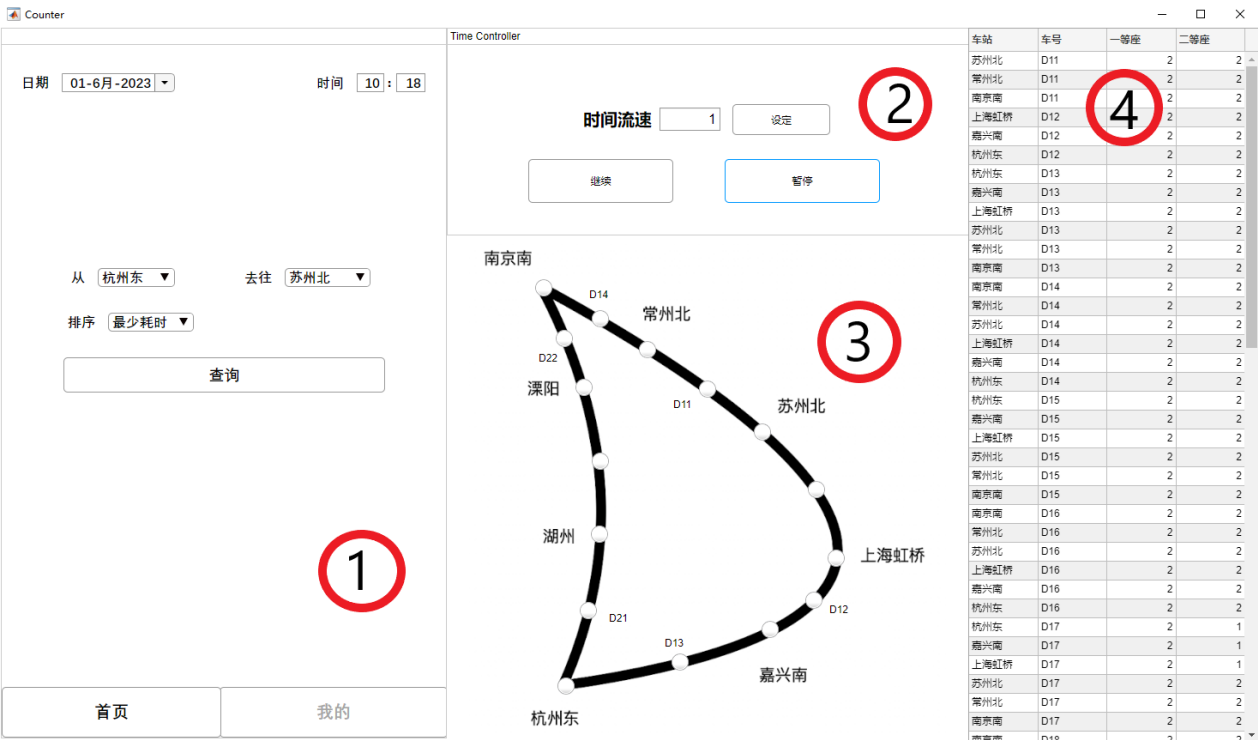 Counter
日期 01-6月-2023 时间 10 : 18
从 杭州东 去往 苏州北
排序 最少耗时
查询
1
首页 我的
Time Controller
时间流速 1 设定
继续 暂停
2
南京南
D14
常州北
D22
溧阳
D11
苏州北
3
湖州
上海虹桥
D12
D21
D13
嘉兴南
杭州东
4
车站 车号 一等座 二等座
苏州北 D11 2 2
常州北 D11 2 2
南京南 D11 2 2
上海虹桥 D12 2 2
嘉兴南 D12 2 2
杭州东 D12 2 2
杭州东 D13 2 2
嘉兴南 D13 2 2
上海虹桥 D13 2 2
苏州北 D13 2 2
常州北 D13 2 2
南京南 D13 2 2
南京南 D14 2 2
常州北 D14 2 2
苏州北 D14 2 2
上海虹桥 D14 2 2
嘉兴南 D14 2 2
杭州东 D14 2 2
杭州东 D15 2 2
嘉兴南 D15 2 2
上海虹桥 D15 2 2
苏州北 D15 2 2
常州北 D15 2 2
南京南 D15 2 2
南京南 D16 2 2
常州北 D16 2 2
苏州北 D16 2 2
上海虹桥 D16 2 2
嘉兴南 D16 2 2
杭州东 D16 2 2
杭州东 D17 2 1
嘉兴南 D17 2 1
上海虹桥 D17 2 1
苏州北 D17 2 2
常州北 D17 2 2
南京南 D17 2 2
南京南 D18 2 2